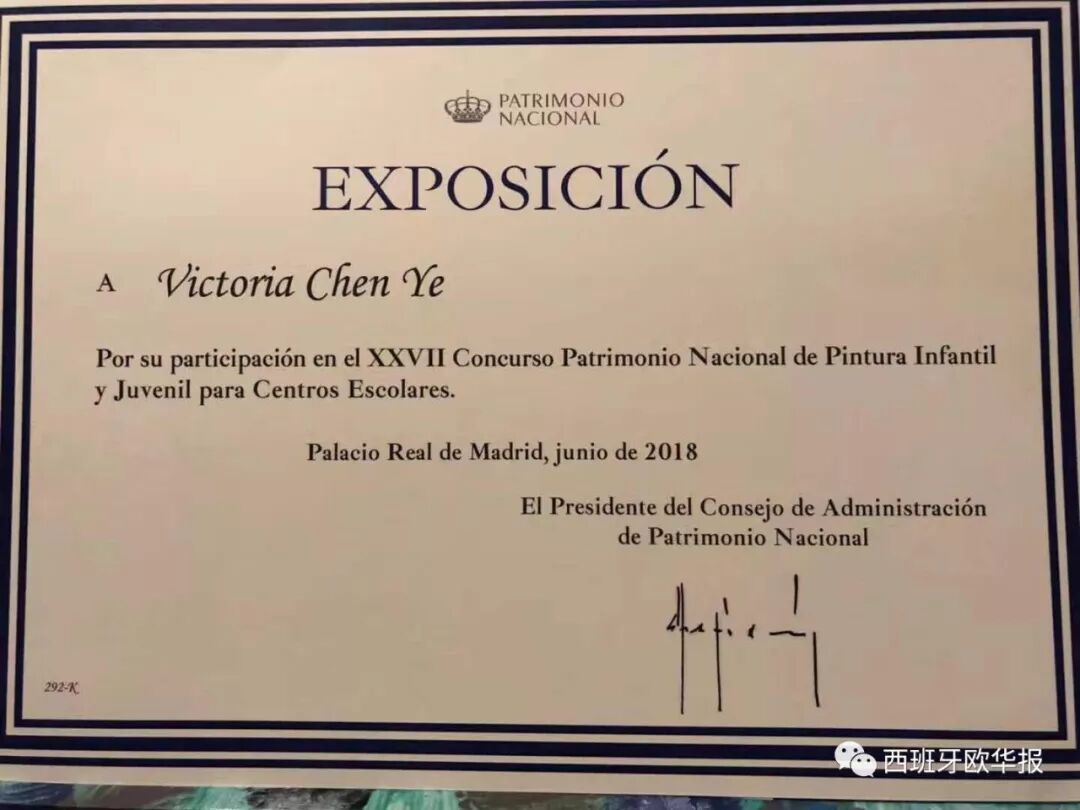 PATRIMONIO
NACIONAL
EXPOSICIÓN
A Victoria Chen Ye
Por su participación en el XXVII Concurso Patrimonio Nacional de Pintura Infantil
y Juvenil para Centros Escolares.
Palacio Real de Madrid, junio de 2018
El Presidente del Consejo de Administración
de Patrimonio Nacional
292-K
西班牙欧华报